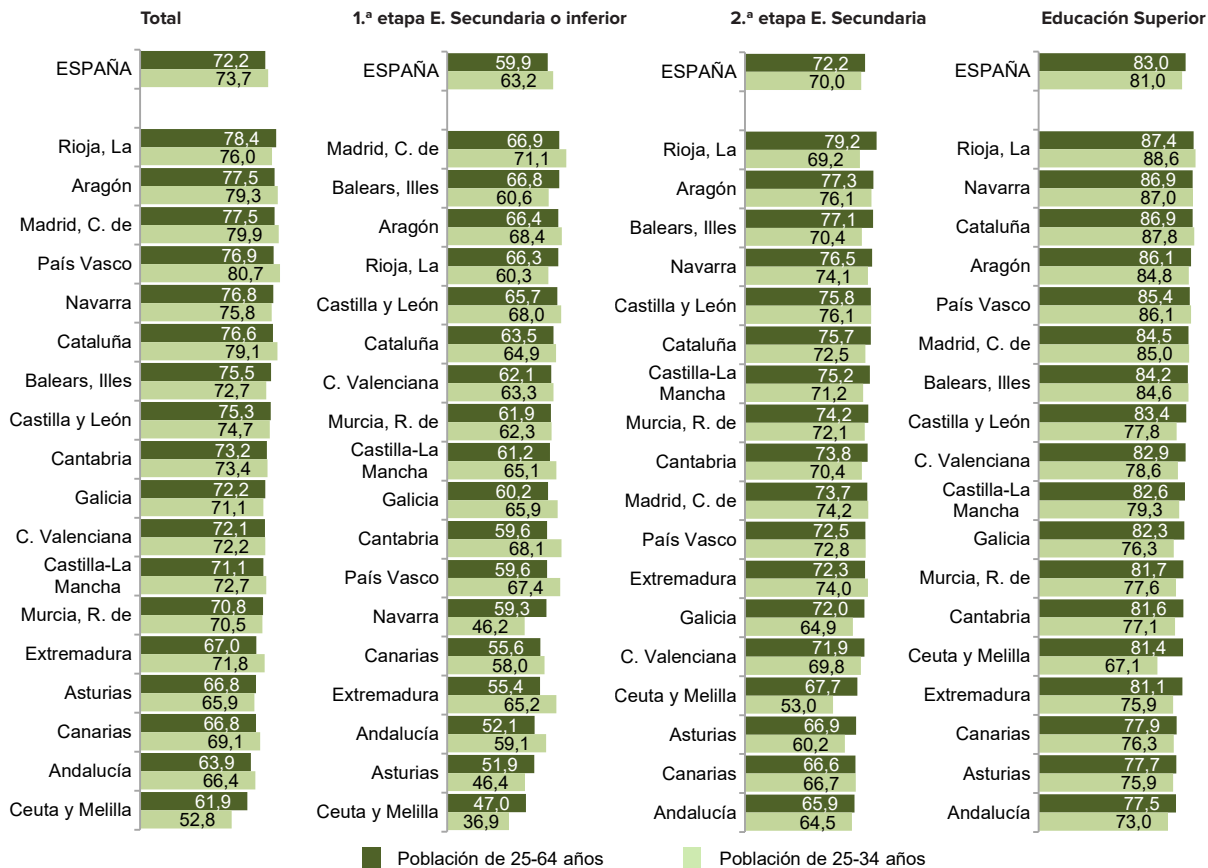 Total
ESPAÑA
72,2
73,7
Rioja, La
78,4
76,0
Aragón
77,5
79,3
Madrid, C. de
77,5
79,9
País Vasco
76,9
80,7
Navarra
76,8
75,8
Cataluña
76,6
79,1
Balears, Illes
75,5
72,7
Castilla y León
75,3
74,7
Cantabria
73,2
73,4
Galicia
72,2
71,1
C. Valenciana
72,1
72,2
Castilla-La
Mancha
71,1
72,7
Murcia, R. de
70,8
70,5
Extremadura
67,0
71,8
Asturias
66,8
65,9
Canarias
66,8
69,1
Andalucía
63,9
66,4
Ceuta y Melilla
61,9
52,8
1.ª etapa E. Secundaria o inferior
ESPAÑA
59,9
63,2
Madrid, C. de
66,9
71,1
Balears, Illes
66,8
60,6
Aragón
66,4
68,4
Rioja, La
66,3
60,3
Castilla y León
65,7
68,0
Cataluña
63,5
64,9
C. Valenciana
62,1
63,3
Murcia, R. de
61,9
62,3
Castilla-La
Mancha
61,2
65,1
Galicia
60,2
65,9
Cantabria
59,6
68,1
País Vasco
59,6
67,4
Navarra
59,3
46,2
Canarias
55,6
58,0
Extremadura
55,4
65,2
Andalucía
52,1
59,1
Asturias
51,9
46,4
Ceuta y Melilla
47,0
36,9
2.ª etapa E. Secundaria
ESPAÑA
72,2
70,0
Rioja, La
79,2
69,2
Aragón
77,3
76,1
Balears, Illes
77,1
70,4
Navarra
76,5
74,1
Castilla y León
75,8
76,1
Cataluña
75,7
72,5
Castilla-La
Mancha
75,2
71,2
Murcia, R. de
74,2
72,1
Cantabria
73,8
70,4
Madrid, C. de
73,7
74,2
País Vasco
72,5
72,8
Extremadura
72,3
74,0
Galicia
72,0
64,9
C. Valenciana
71,9
69,8
Ceuta y Melilla
67,7
53,0
Asturias
66,9
60,2
Canarias
66,6
66,7
Andalucía
65,9
64,5
Educación Superior
ESPAÑA
83,0
81,0
Rioja, La
87,4
88,6
Navarra
86,9
87,0
Cataluña
86,9
87,8
Aragón
86,1
84,8
País Vasco
85,4
86,1
Madrid, C. de
84,5
85,0
Balears, Illes
84,2
84,6
Castilla y León
83,4
77,8
C. Valenciana
82,9
78,6
Castilla-La
Mancha
82,6
79,3
Galicia
82,3
76,3
Murcia, R. de
81,7
77,6
Cantabria
81,6
77,1
Ceuta y Melilla
81,4
67,1
Extremadura
81,1
75,9
Canarias
77,9
76,3
Asturias
77,7
75,9
Andalucía
77,5
73,0
Población de 25-64 años
Población de 25-34 años